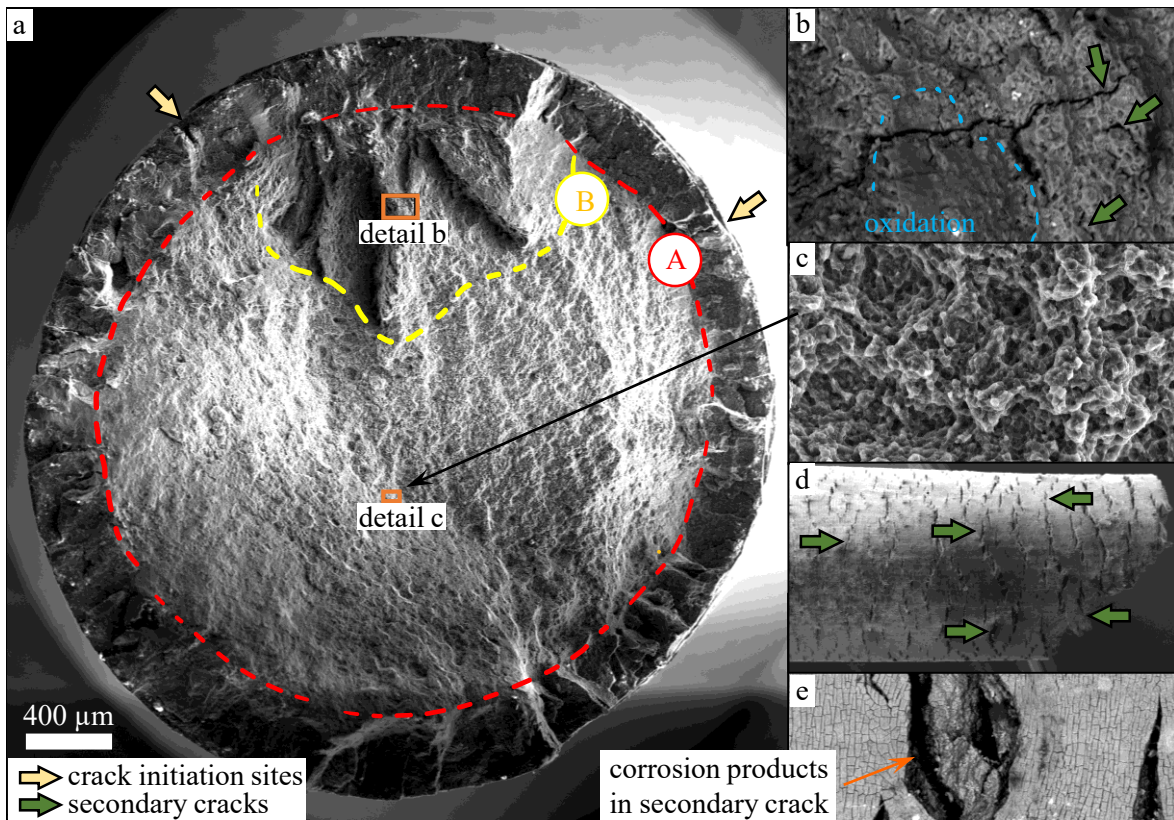 a
b
B
detail b
A
oxidation
c
detail c
d
400 µm
e
crack initiation sites
secondary cracks
corrosion products
in secondary crack